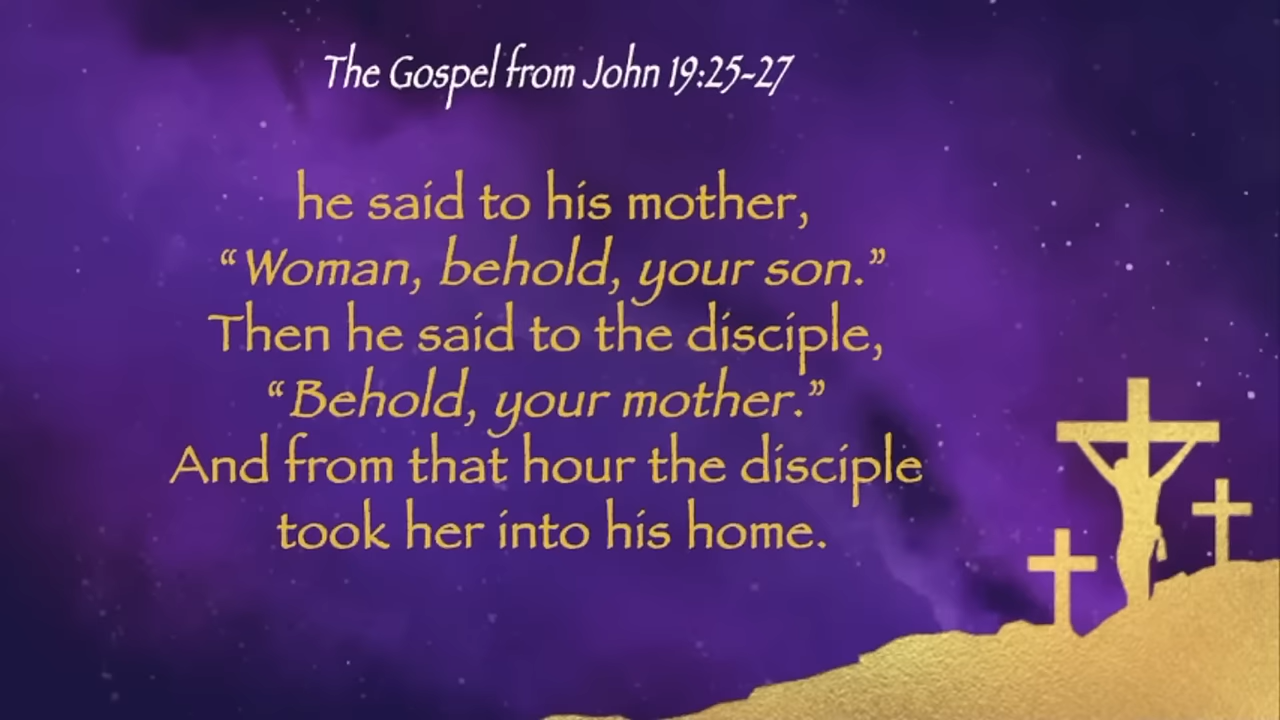 The Gospel from John 19:25-27
he said to his mother,
“Woman, behold, your son.”
Then he said to the disciple,
“Behold, your mother.”
And from that hour the disciple
took her into his home.